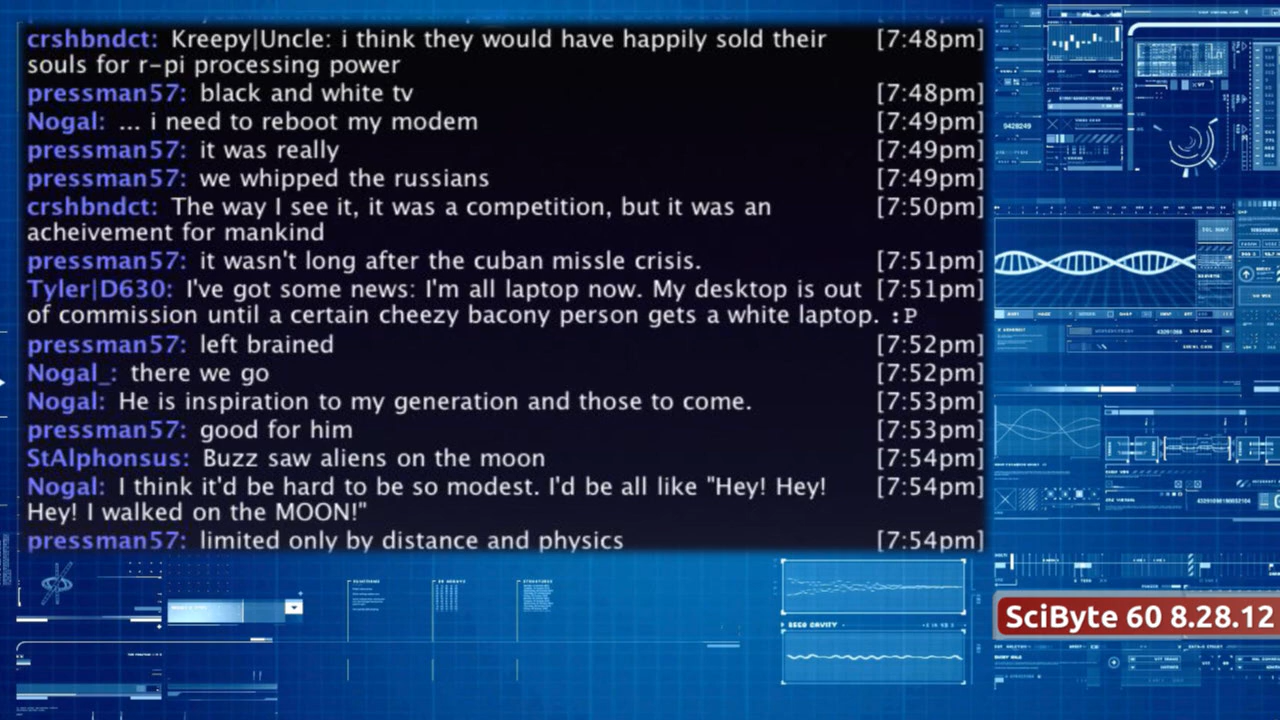 crshbndct: Kreepy|Uncle: i think they would have happily sold their [7:48pm]
souls for r-pi processing power
pressman57: black and white tv [7:48pm]
Nogal: ... i need to reboot my modem [7:49pm]
pressman57: it was really [7:49pm]
pressman57: we whipped the russians [7:49pm]
crshbndct: The way I see it, it was a competition, but it was an [7:50pm]
acheivement for mankind
pressman57: it wasn't long after the cuban missle crisis. [7:51pm]
Tyler|D630: I've got some news: I'm all laptop now. My desktop is out [7:51pm]
of commission until a certain cheezy bacony person gets a white laptop. :P
pressman57: left brained [7:52pm]
Nogal_: there we go [7:52pm]
Nogal: He is inspiration to my generation and those to come. [7:53pm]
pressman57: good for him [7:53pm]
StAlphonsus: Buzz saw aliens on the moon [7:54pm]
Nogal: I think it'd be hard to be so modest. I'd be all like "Hey! Hey! [7:54pm]
Hey! I walked on the MOON!"
pressman57: limited only by distance and physics [7:54pm]
SciByte 60 8.28.12